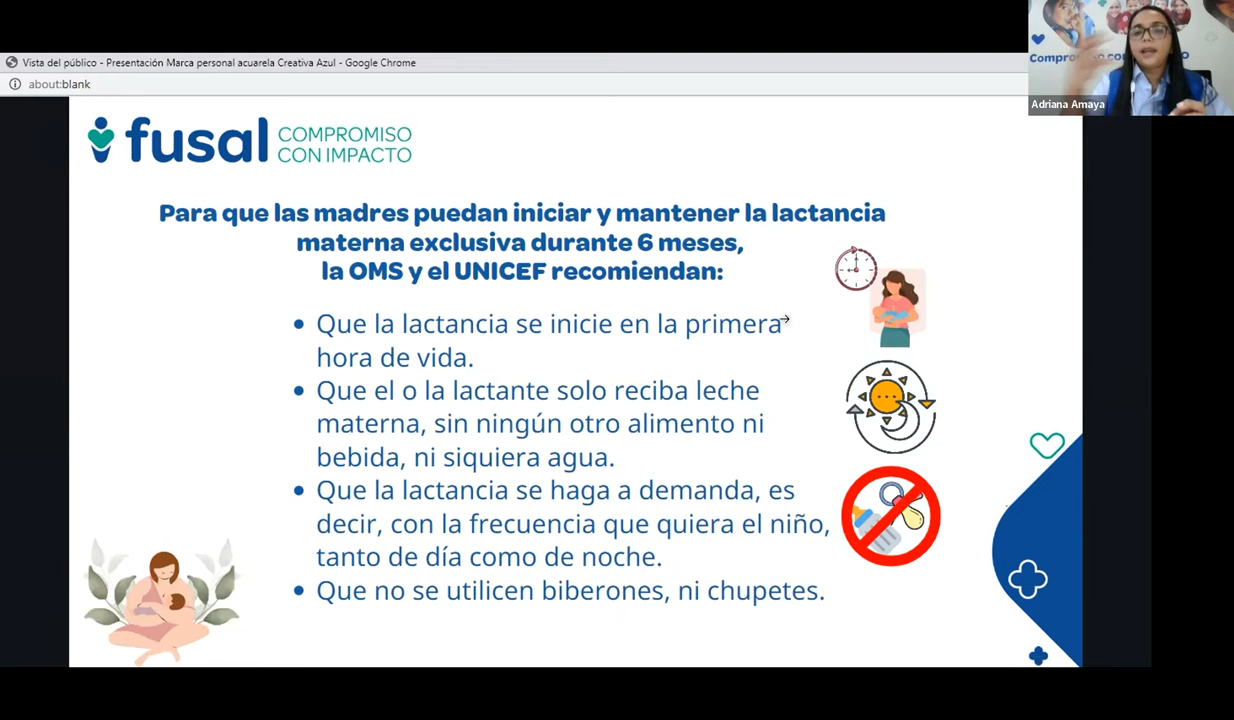 Vista del público - Presentación Marca personal acuarela Creativa Azul - Google Chrome
about:blank
Adriana Amaya
fusal COMPROMISO
CON IMPACTO
Para que las madres puedan iniciar y mantener la lactancia
materna exclusiva durante 6 meses,
la OMS y el UNICEF recomiendan:
• Que la lactancia se inicie en la primera
hora de vida.
• Que el o la lactante solo reciba leche
materna, sin ningún otro alimento ni
bebida, ni siquiera agua.
• Que la lactancia se haga a demanda, es
decir, con la frecuencia que quiera el niño,
tanto de día como de noche.
• Que no se utilicen biberones, ni chupetes.